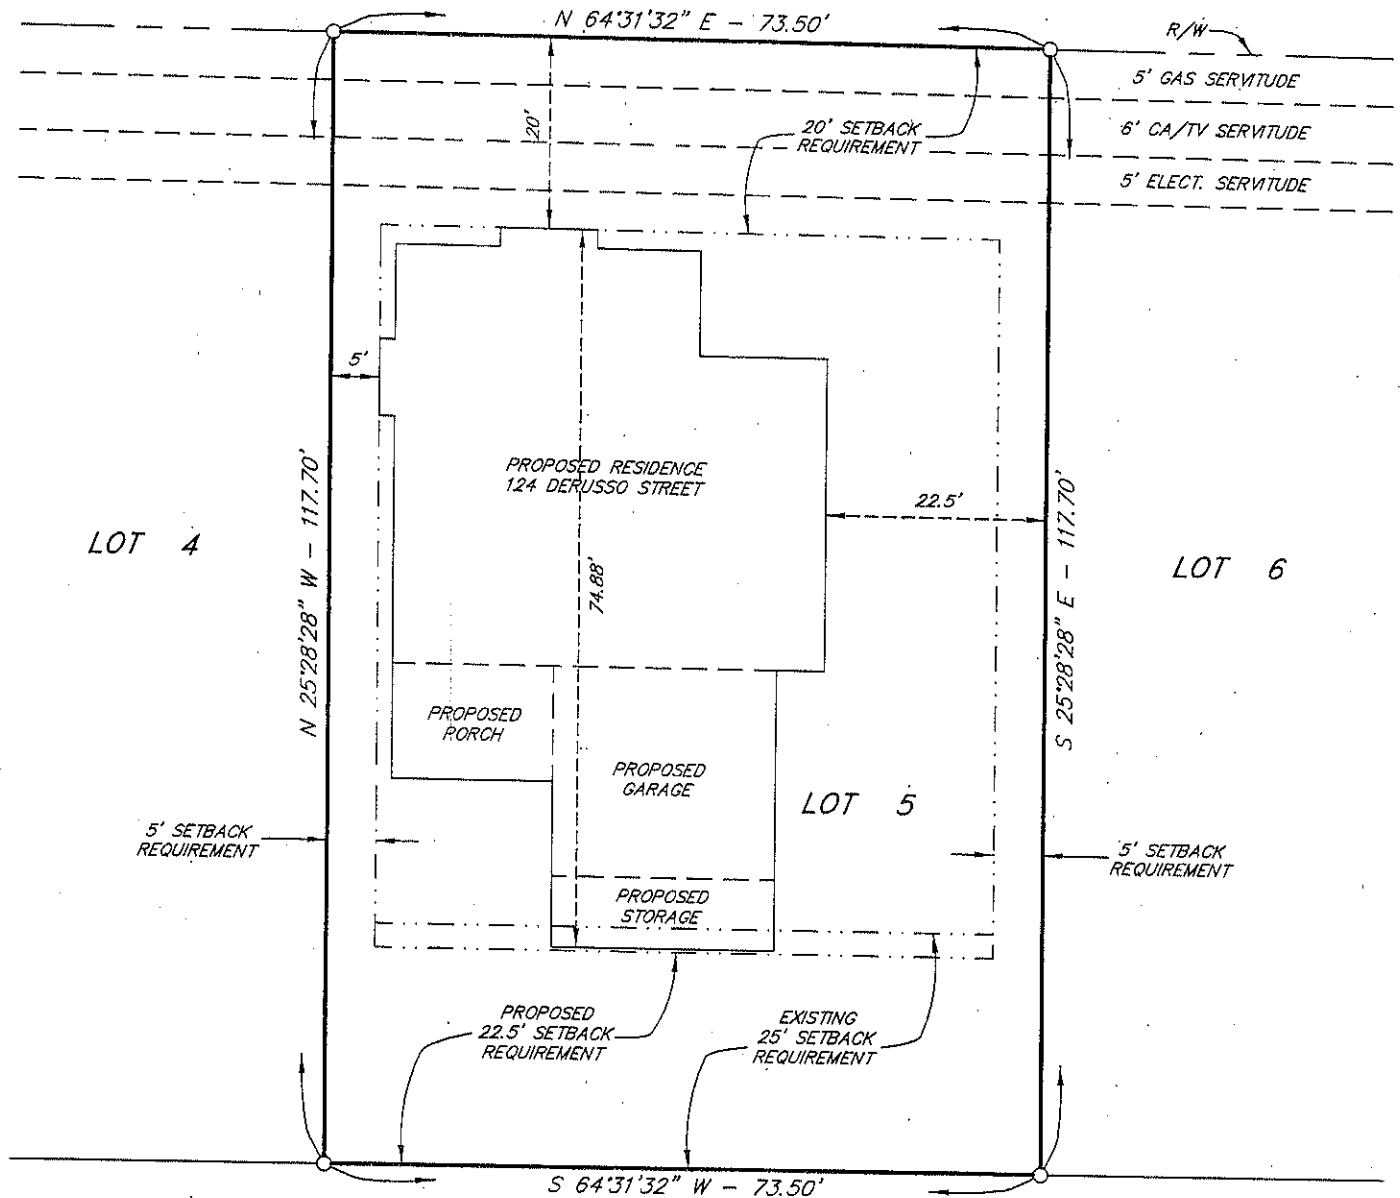 N 64°31'32" E - 73.50'
R/W
5' GAS SERVITUDE
20'
20' SETBACK
REQUIREMENT
6' CA/TV SERVITUDE
5' ELECT. SERVITUDE
5'
PROPOSED RESIDENCE
124 DERUSSO STREET
22.5'
N 25°28'28" W - 117.70'
S 25°28'28" E - 117.70'
LOT 4
LOT 6
74.88'
PROPOSED
PORCH
PROPOSED
GARAGE
LOT 5
5' SETBACK
REQUIREMENT
5' SETBACK
REQUIREMENT
PROPOSED
STORAGE
PROPOSED
22.5' SETBACK
REQUIREMENT
EXISTING
25' SETBACK
REQUIREMENT
S 64°31'32" W - 73.50'